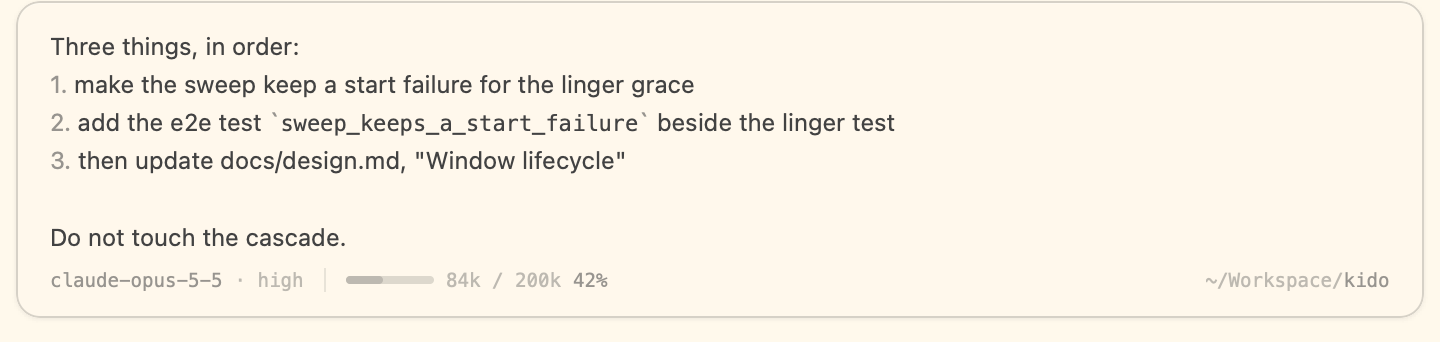 Three things, in order:
1. make the sweep keep a start failure for the linger grace
2. add the e2e test `sweep_keeps_a_start_failure` beside the linger test
3. then update docs/design.md, "Window lifecycle"
Do not touch the cascade.
claude-opus-5-5 · high | 84k / 200k 42% ~/Workspace/kido